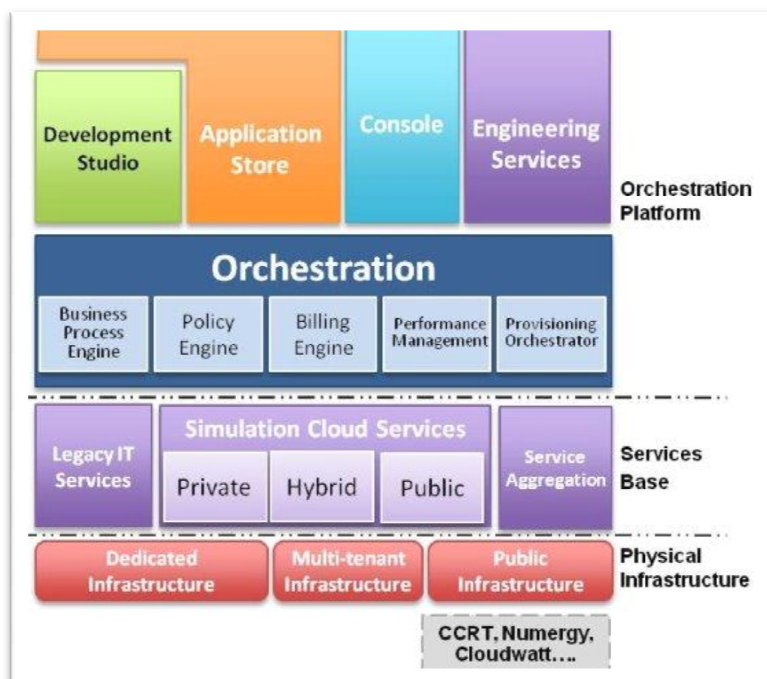 Development
Studio
Application
Store
Console
Engineering
Services
Orchestration
Platform
Orchestration
Business
Process
Engine
Policy
Engine
Billing
Engine
Performance
Management
Provisioning
Orchestrator
Legacy IT
Services
Simulation Cloud Services
Private
Hybrid
Public
Service
Aggregation
Services
Base
Dedicated
Infrastructure
Multi-tenant
Infrastructure
Public
Infrastructure
Physical
Infrastructure
CCRT, Numergy,
Cloudwatt....